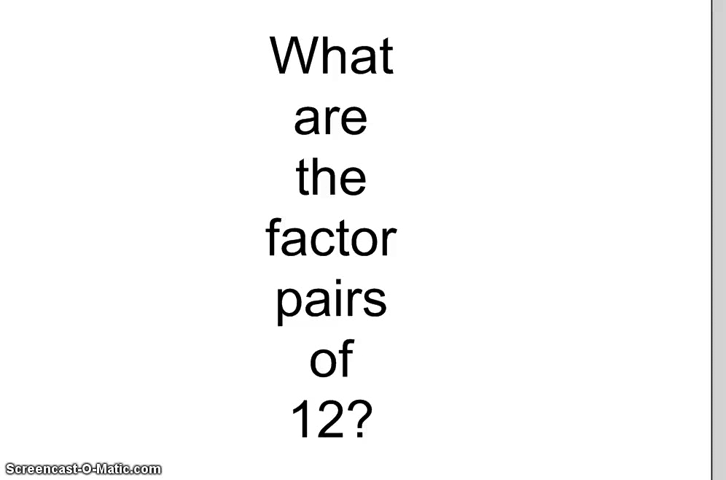 What
are
the
factor
pairs
of
12?
Screencast-O-Matic.com